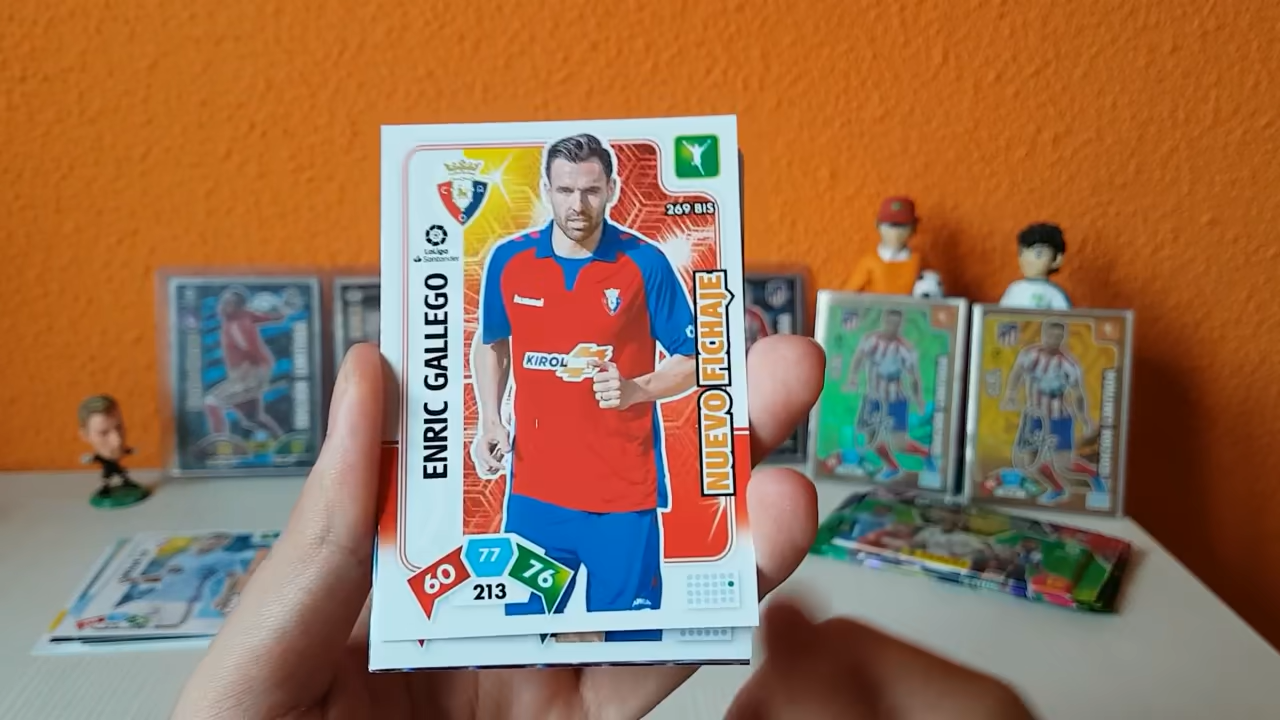 269 BIS
LaLiga
Santander
ENRIC GALLEGO
NUEVO FICHAJE
hummel
KIROL
60
77
76
213